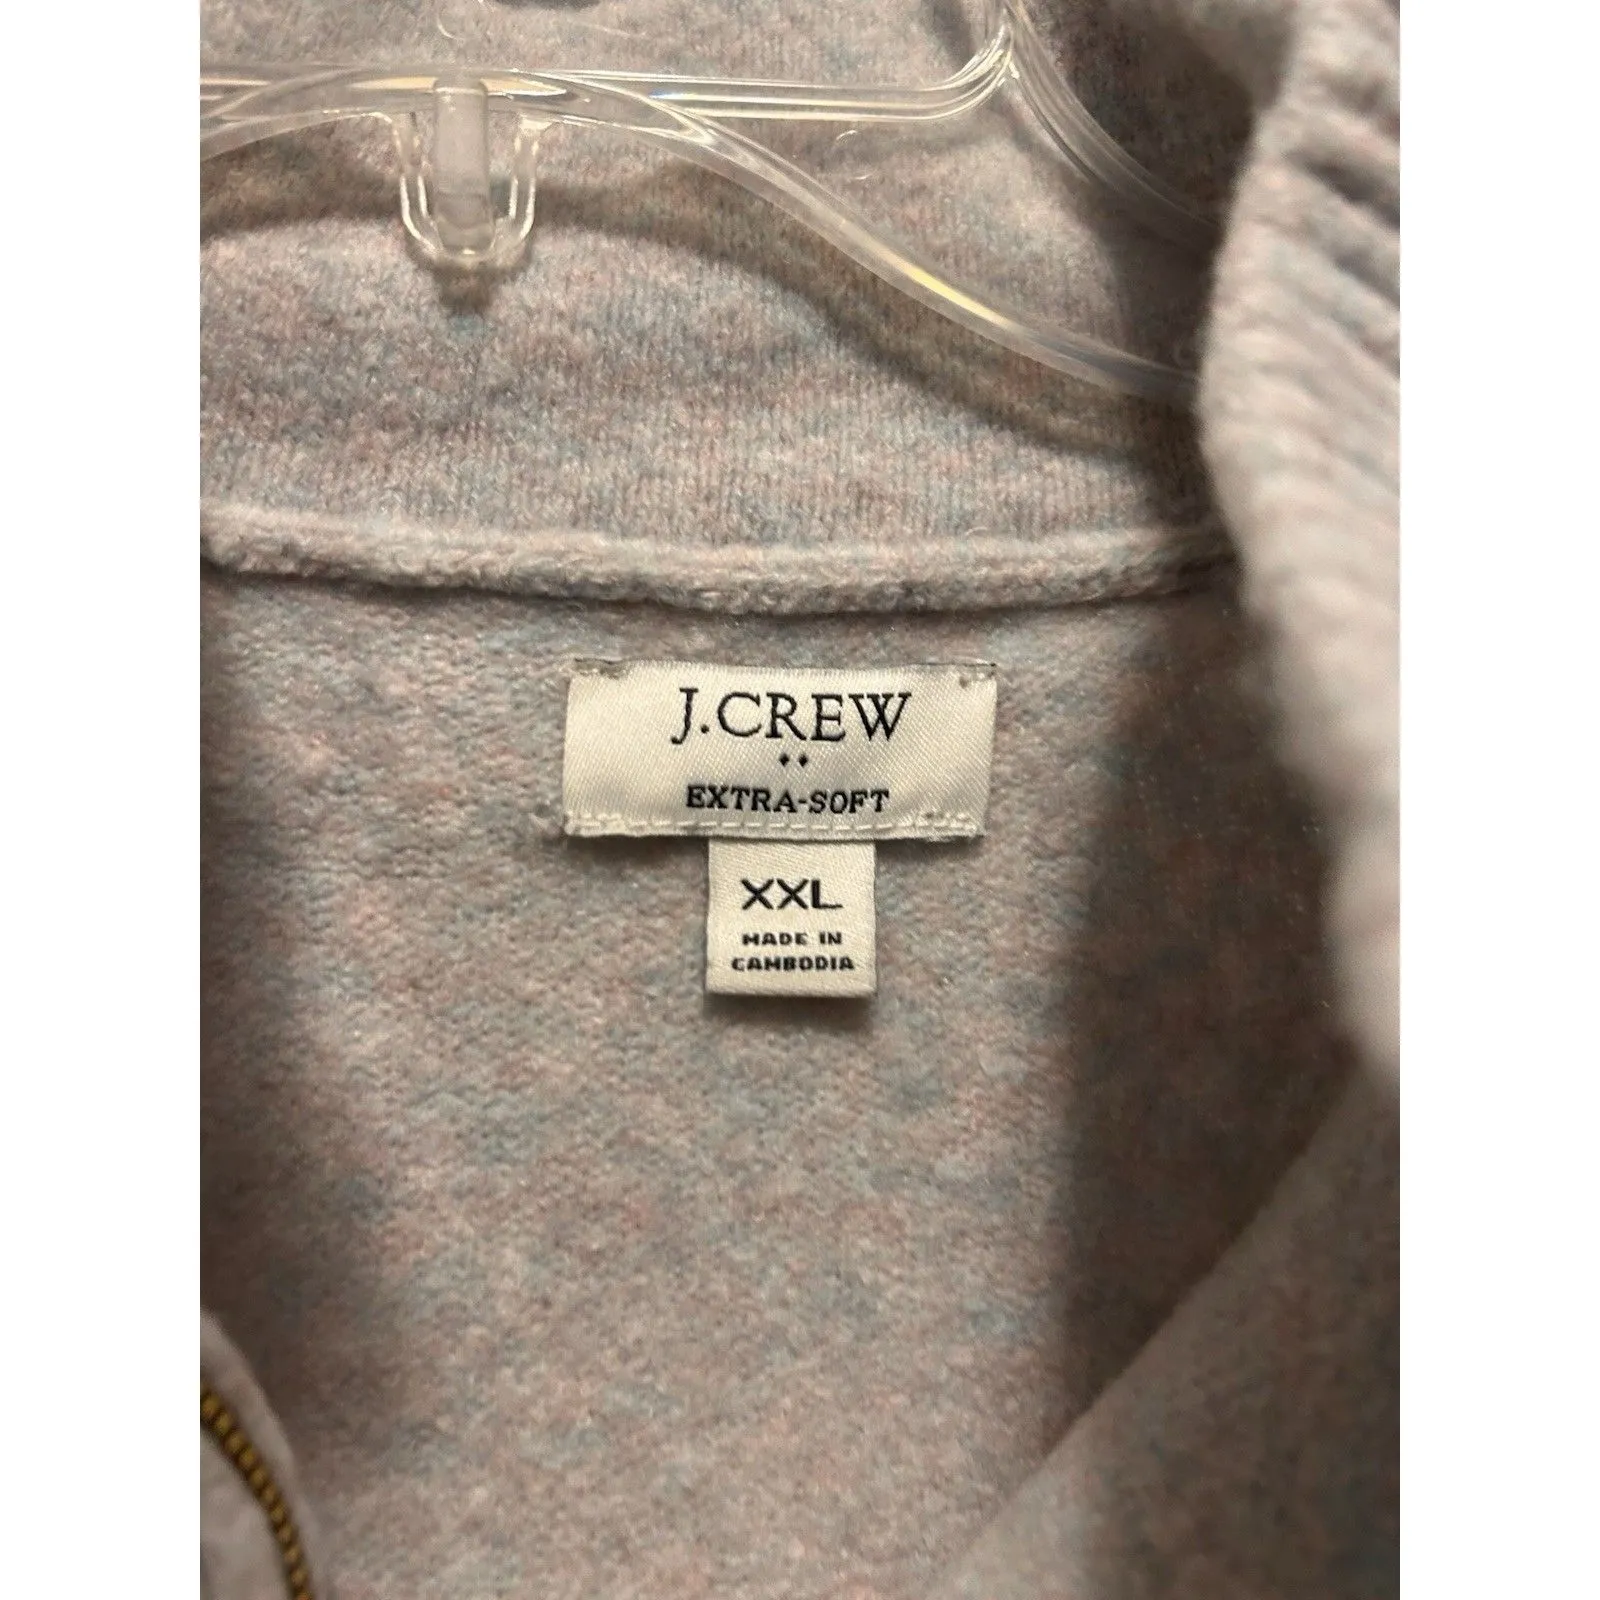 J.CREW
EXTRA-SOFT
XXL
MADE IN
CAMBODIA